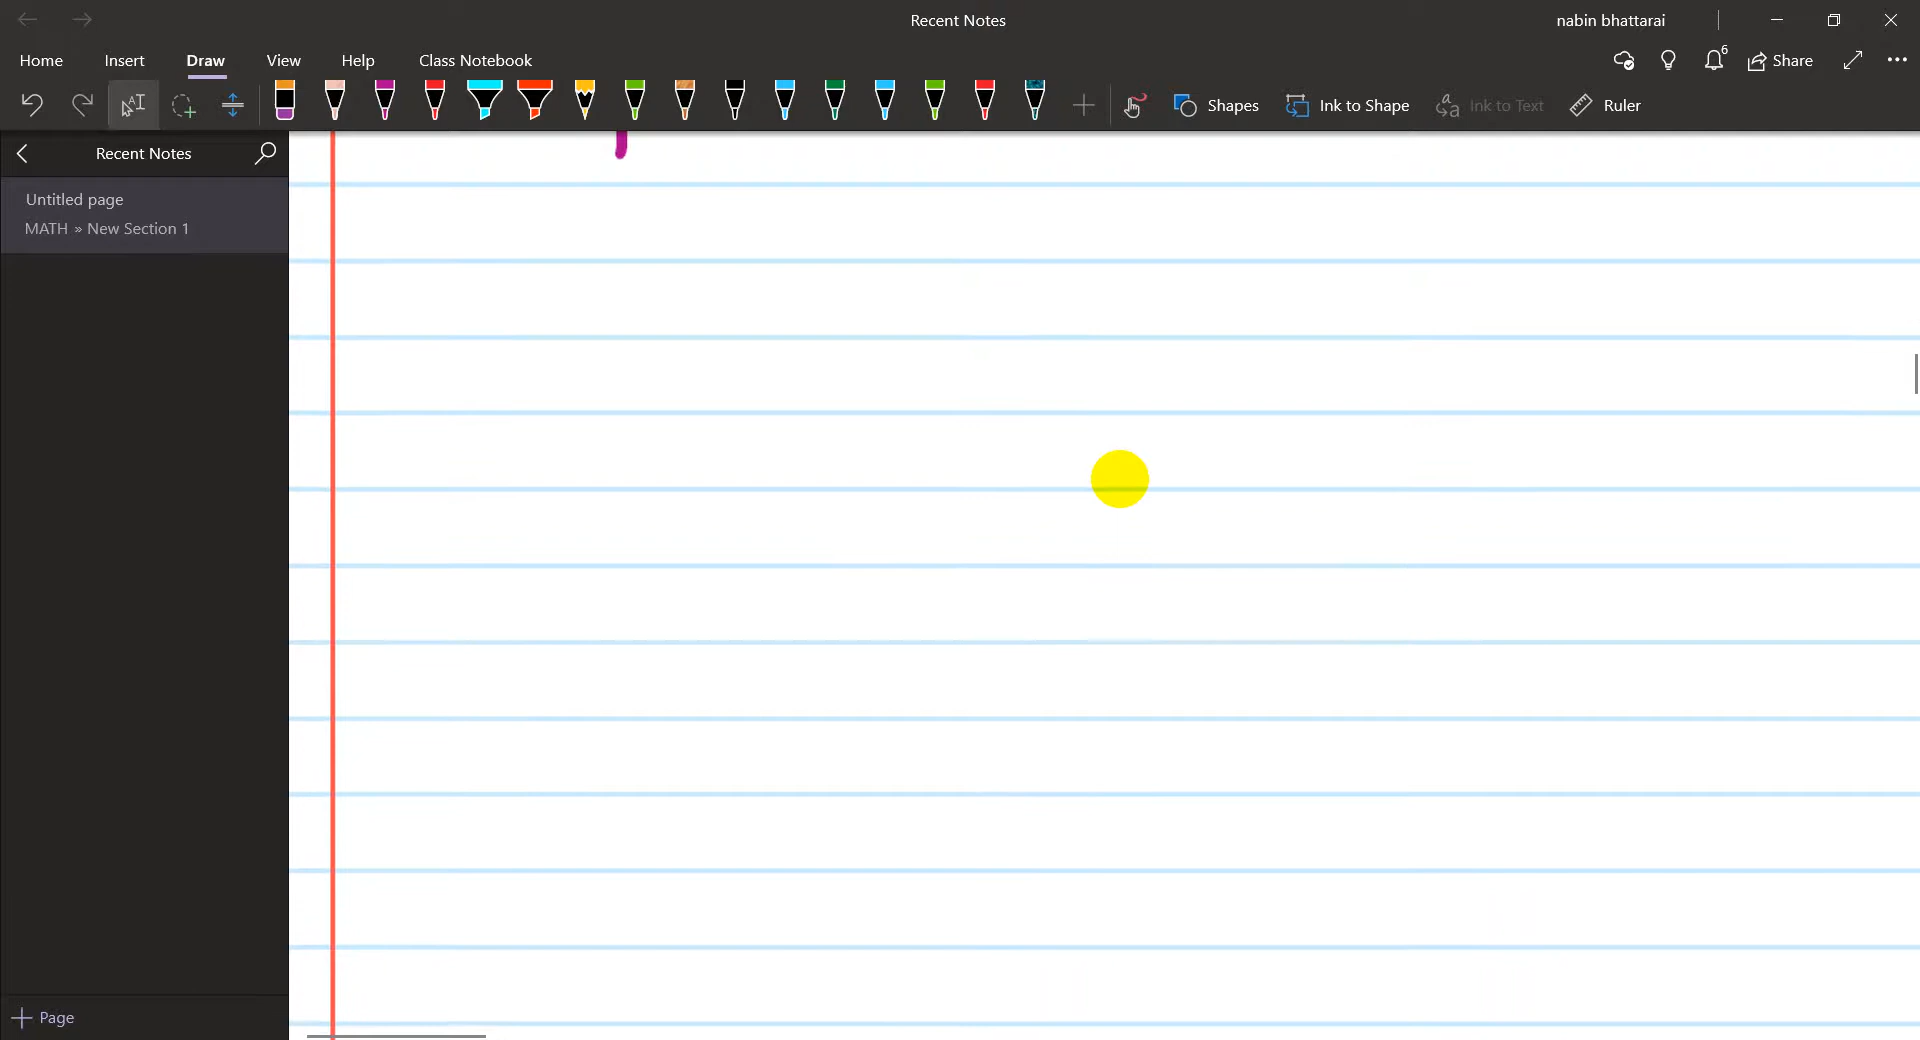 Recent Notes
nabin bhattarai
Home Insert Draw View Help Class Notebook
6
Share
Shapes Ink to Shape Ink to Text Ruler
Recent Notes
Untitled page
MATH » New Section 1
Page